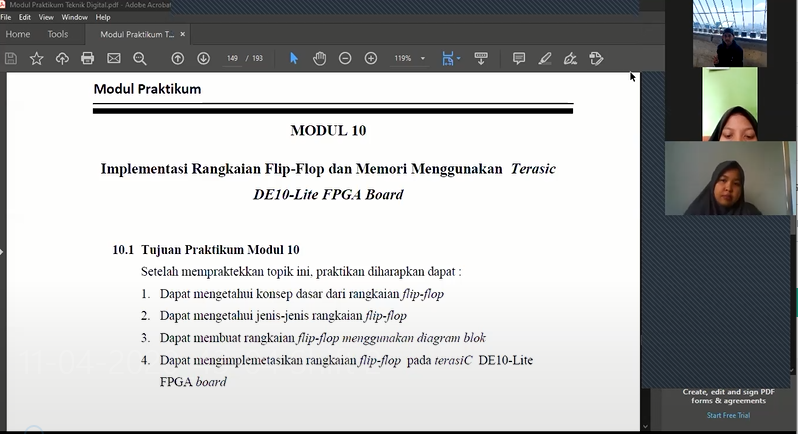 Modul Praktikum Teknik Digital.pdf - Adobe Acrobat
File Edit View Window Help
Home Tools Modul Praktikum T... ×
149 / 193 119%
Modul Praktikum
MODUL 10
Implementasi Rangkaian Flip-Flop dan Memori Menggunakan Terasic
DE10-Lite FPGA Board
10.1 Tujuan Praktikum Modul 10
Setelah mempraktekkan topik ini, praktikan diharapkan dapat :
1. Dapat mengetahui konsep dasar dari rangkaian flip-flop
2. Dapat mengetahui jenis-jenis rangkaian flip-flop
3. Dapat membuat rangkaian flip-flop menggunakan diagram blok
4. Dapat mengimplemetasikan rangkaian flip-flop pada terasiC DE10-Lite
FPGA board
Create, edit and sign PDF
forms & agreements
Start Free Trial